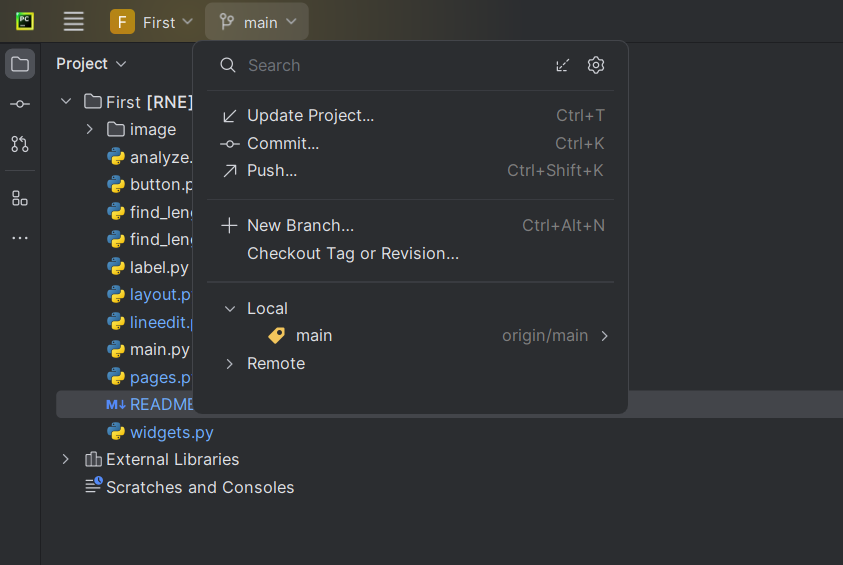 PC
F First main
Project
Search
First [RNE]
Update Project... Ctrl+T
image
Commit... Ctrl+K
analyze.
Push... Ctrl+Shift+K
button.p
find_leng
New Branch... Ctrl+Alt+N
find_leng
Checkout Tag or Revision...
label.py
layout.p
Local
lineedit.
main origin/main
main.py
Remote
pages.p
M↓ README
widgets.py
External Libraries
Scratches and Consoles